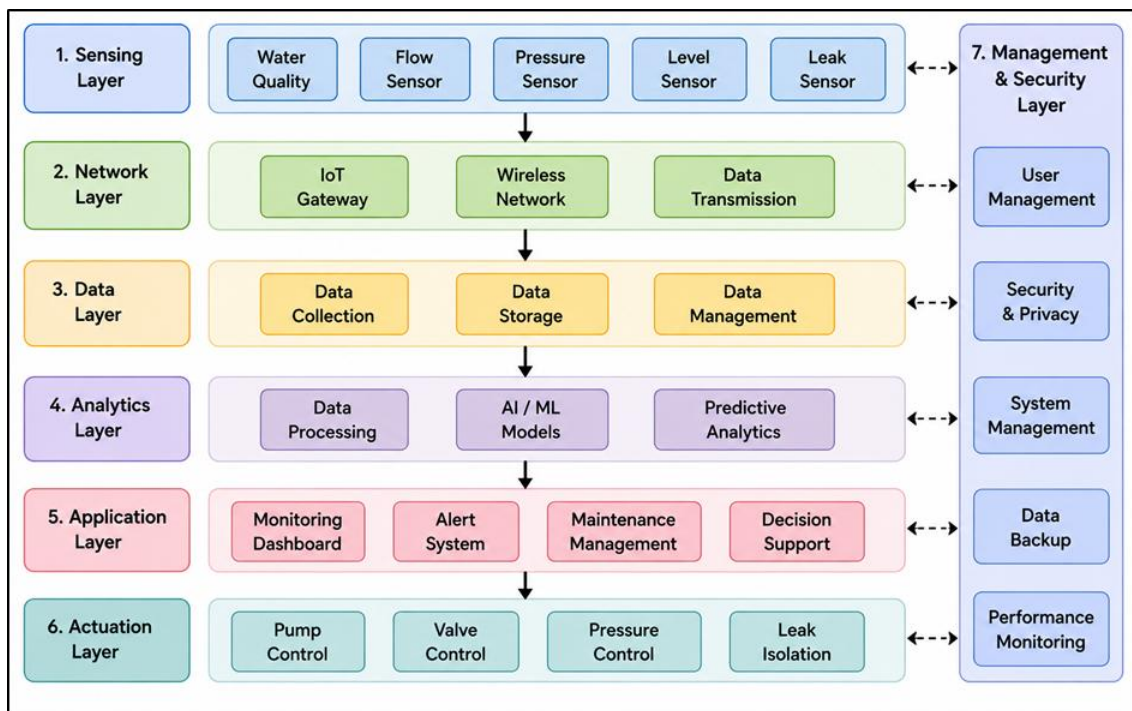 1. Sensing
Layer
Water
Quality
Flow
Sensor
Pressure
Sensor
Level
Sensor
Leak
Sensor
7. Management
& Security
Layer
2. Network
Layer
IoT
Gateway
Wireless
Network
Data
Transmission
User
Management
3. Data
Layer
Data
Collection
Data
Storage
Data
Management
Security
& Privacy
4. Analytics
Layer
Data
Processing
AI / ML
Models
Predictive
Analytics
System
Management
5. Application
Layer
Monitoring
Dashboard
Alert
System
Maintenance
Management
Decision
Support
Data
Backup
6. Actuation
Layer
Pump
Control
Valve
Control
Pressure
Control
Leak
Isolation
Performance
Monitoring